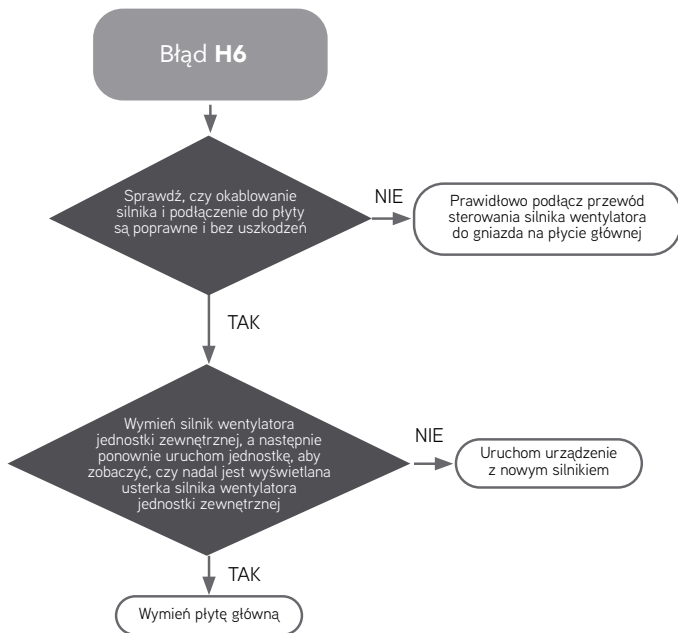 Błąd H6
Sprawdź, czy okablowanie
silnika i podłączenie do płyty
są poprawne i bez uszkodzeń
NIE
Prawidłowo podłącz przewód
sterowania silnika wentylatora
do gniazda na płycie głównej
TAK
Wymień silnik wentylatora
jednostki zewnętrznej, a następnie
ponownie uruchom jednostkę, aby
zobaczyć, czy nadal jest wyświetlana
usterka silnika wentylatora
jednostki zewnętrznej
NIE
Uruchom urządzenie
z nowym silnikiem
TAK
Wymień płytę główną